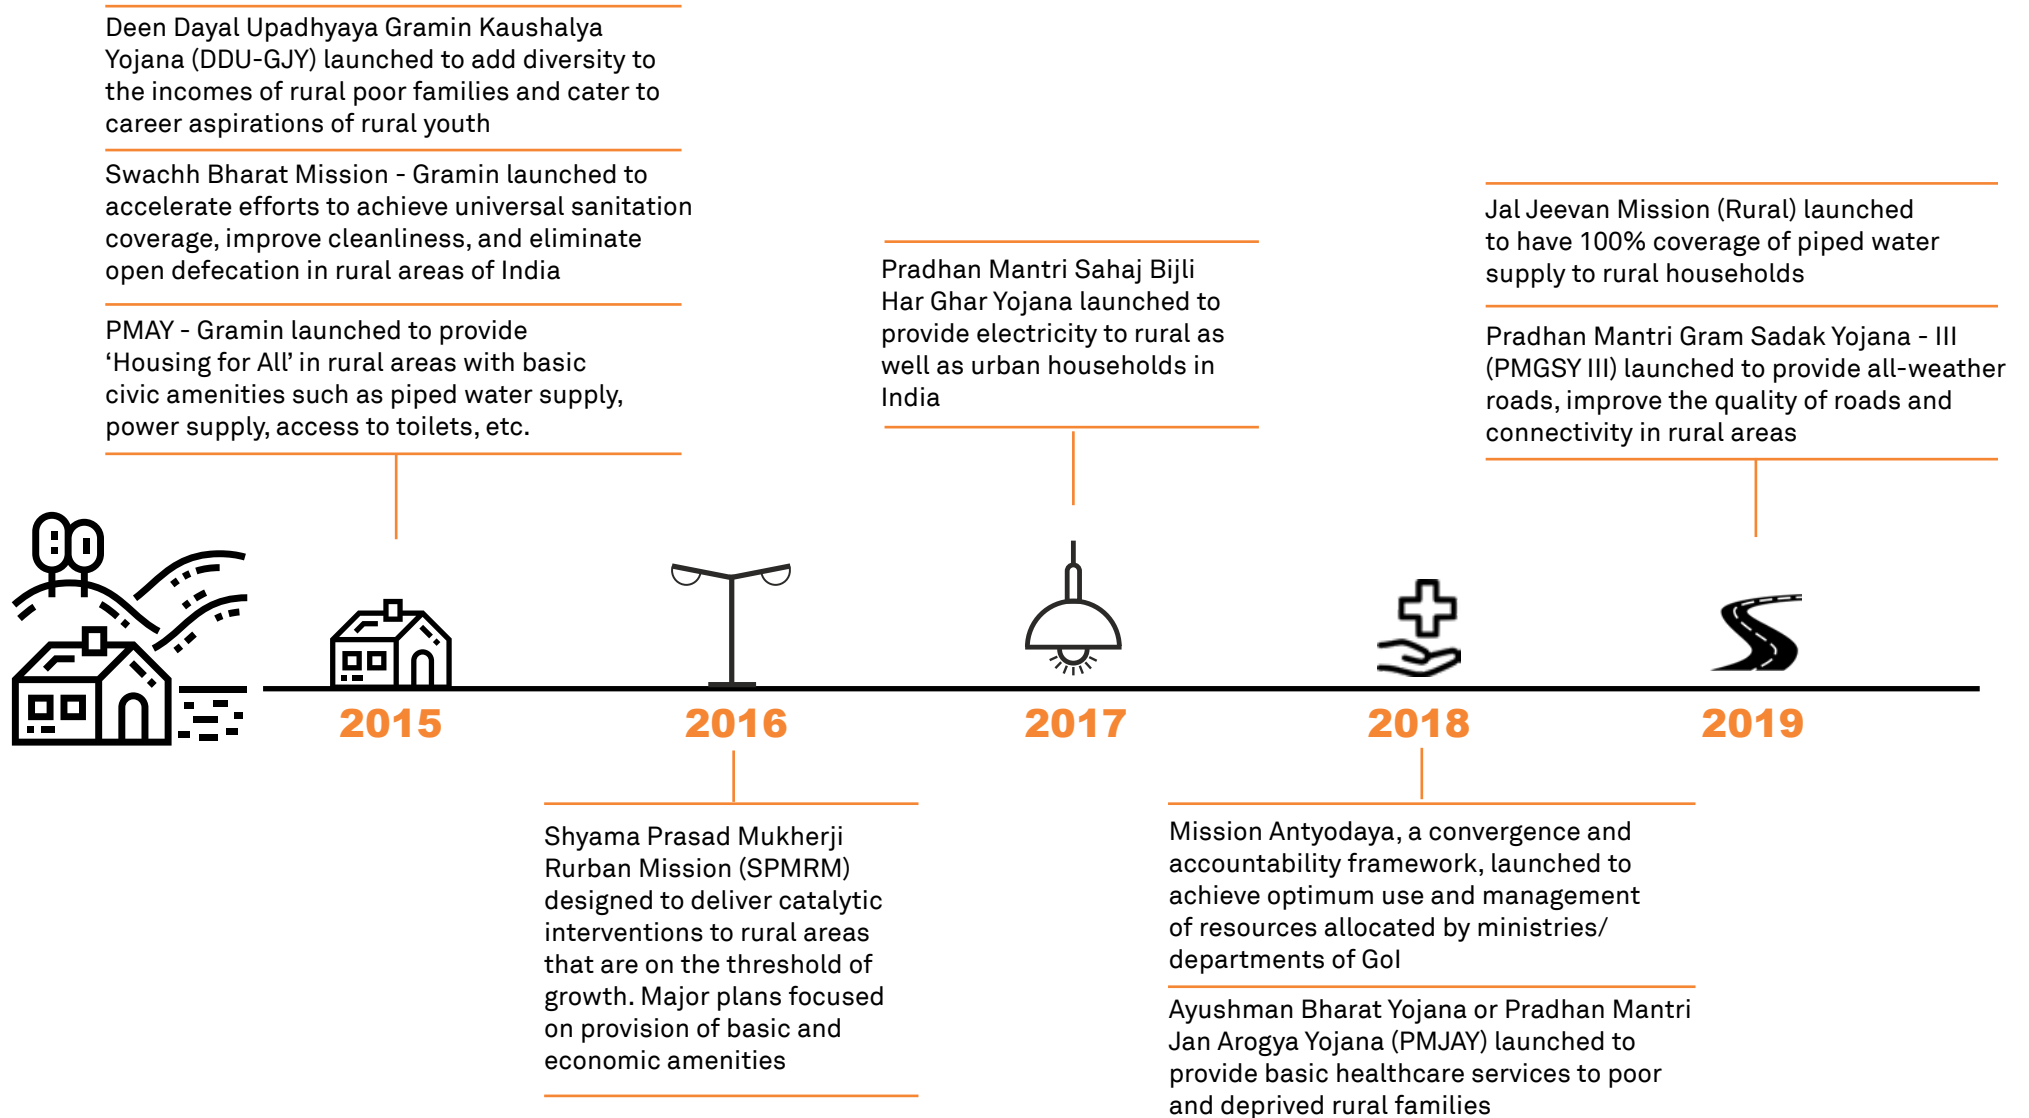 Deen Dayal Upadhyaya Gramin Kaushalya
Yojana (DDU-GJY) launched to add diversity to
the incomes of rural poor families and cater to
career aspirations of rural youth
Swachh Bharat Mission - Gramin launched to
accelerate efforts to achieve universal sanitation
coverage, improve cleanliness, and eliminate
open defecation in rural areas of India
PMAY - Gramin launched to provide
‘Housing for All’ in rural areas with basic
civic amenities such as piped water supply,
power supply, access to toilets, etc.
Pradhan Mantri Sahaj Bijli
Har Ghar Yojana launched to
provide electricity to rural as
well as urban households in
India
Jal Jeevan Mission (Rural) launched
to have 100% coverage of piped water
supply to rural households
Pradhan Mantri Gram Sadak Yojana - III
(PMGSY III) launched to provide all-weather
roads, improve the quality of roads and
connectivity in rural areas
2015
2016
2017
2018
2019
Shyama Prasad Mukherji
Rurban Mission (SPMRM)
designed to deliver catalytic
interventions to rural areas
that are on the threshold of
growth. Major plans focused
on provision of basic and
economic amenities
Mission Antyodaya, a convergence and
accountability framework, launched to
achieve optimum use and management
of resources allocated by ministries/
departments of GoI
Ayushman Bharat Yojana or Pradhan Mantri
Jan Arogya Yojana (PMJAY) launched to
provide basic healthcare services to poor
and deprived rural families